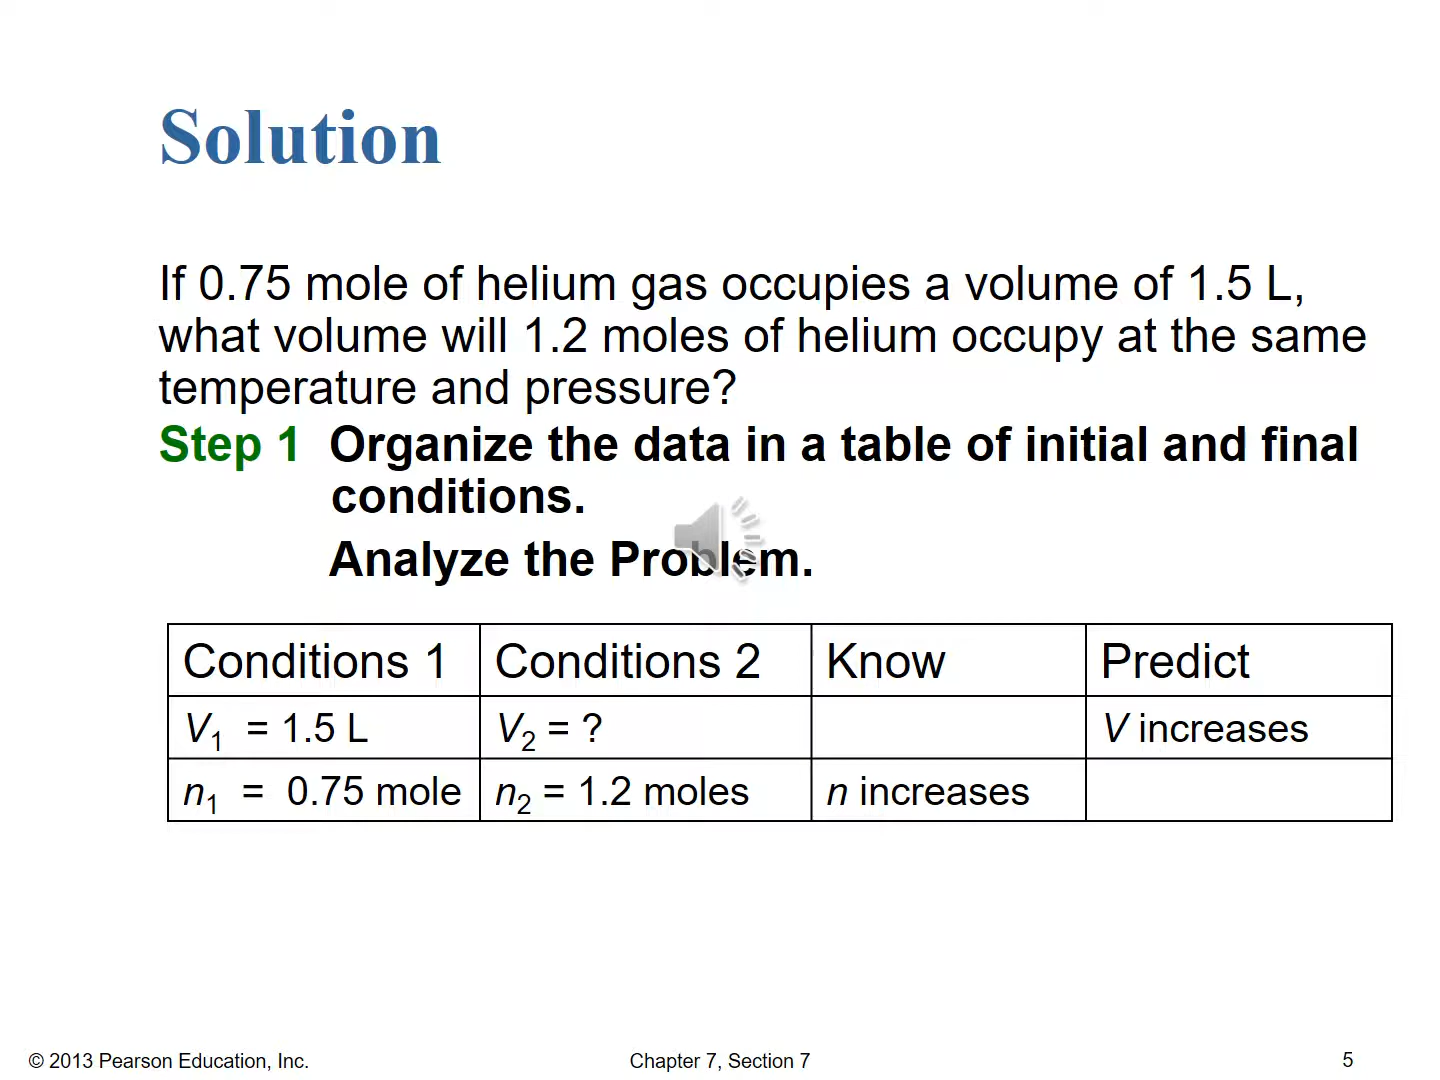 Solution
If 0.75 mole of helium gas occupies a volume of 1.5 L,
what volume will 1.2 moles of helium occupy at the same
temperature and pressure?
Step 1 Organize the data in a table of initial and final
conditions.
Analyze the Problem.
Conditions 1 Conditions 2 Know Predict
V₁ = 1.5 L V₂ = ? V increases
n₁ = 0.75 mole n₂ = 1.2 moles n increases
© 2013 Pearson Education, Inc. Chapter 7, Section 7 5